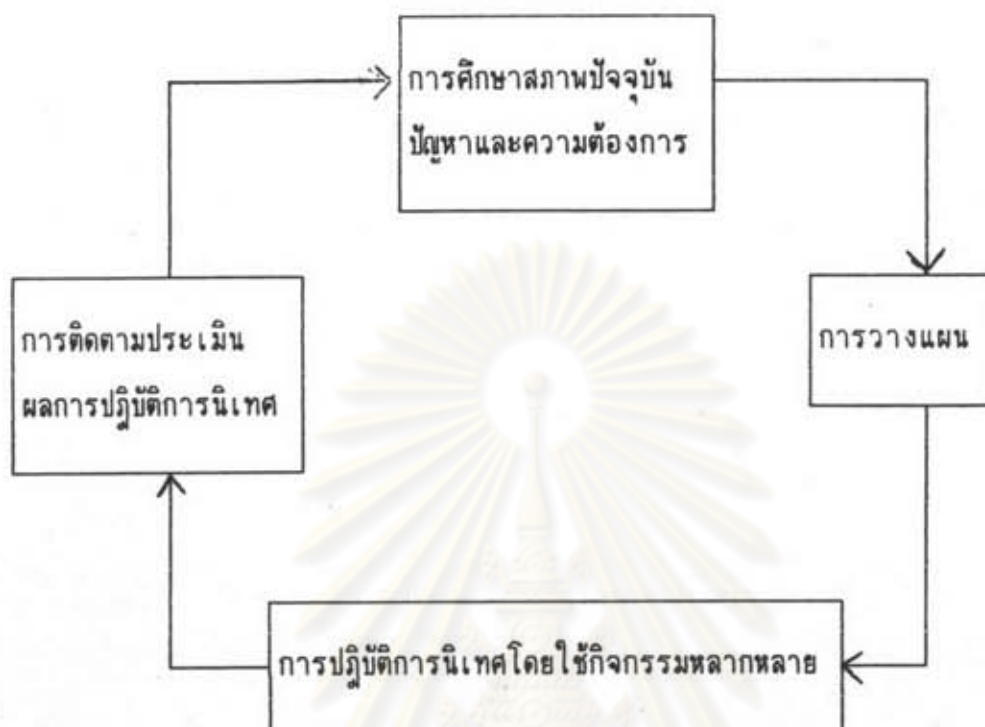 การศึกษาสภาพปัจจุบัน
ปัญหาและความต้องการ
การติดตามประเมิน
ผลการปฏิบัติการนิเทศ
การวางแผน
การปฏิบัติการนิเทศโดยใช้กิจกรรมหลากหลาย